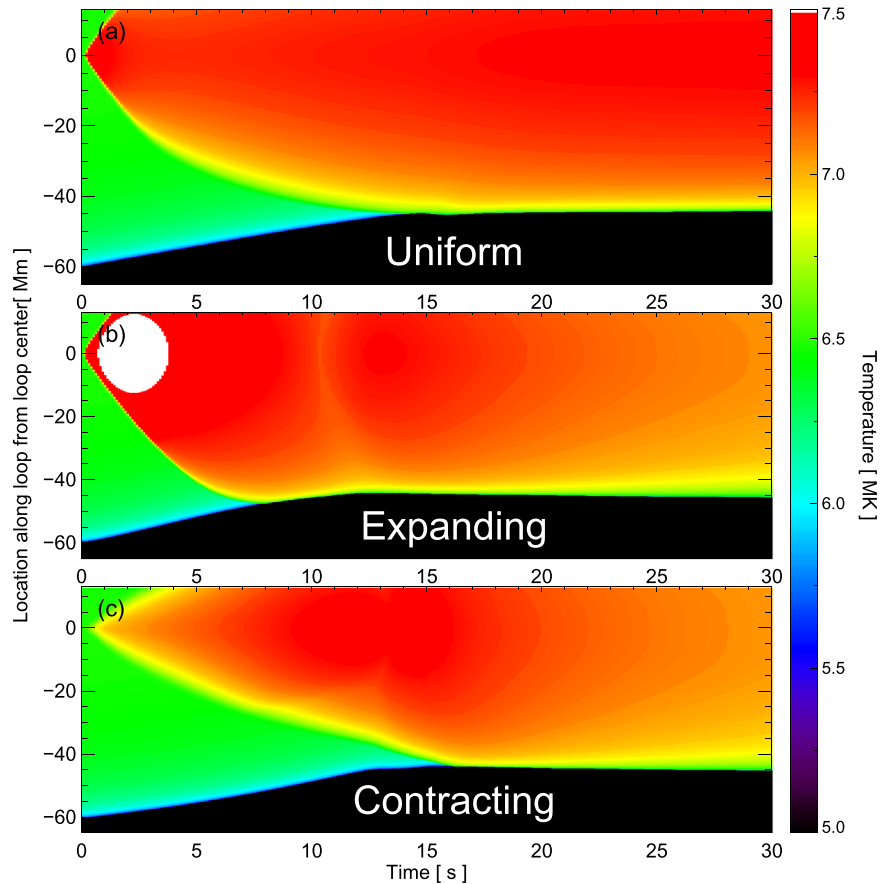 (a)
0
−20
−40
−60
Uniform
0 5 10 15 20 25 30
(b)
0
−20
−40
−60
Expanding
0 5 10 15 20 25 30
(c)
0
−20
−40
−60
Contracting
0 5 10 15 20 25 30
Time [ s ]
Location along loop from loop center[ Mm ]
7.5
7.0
6.5
6.0
5.5
5.0
Temperature [ MK ]